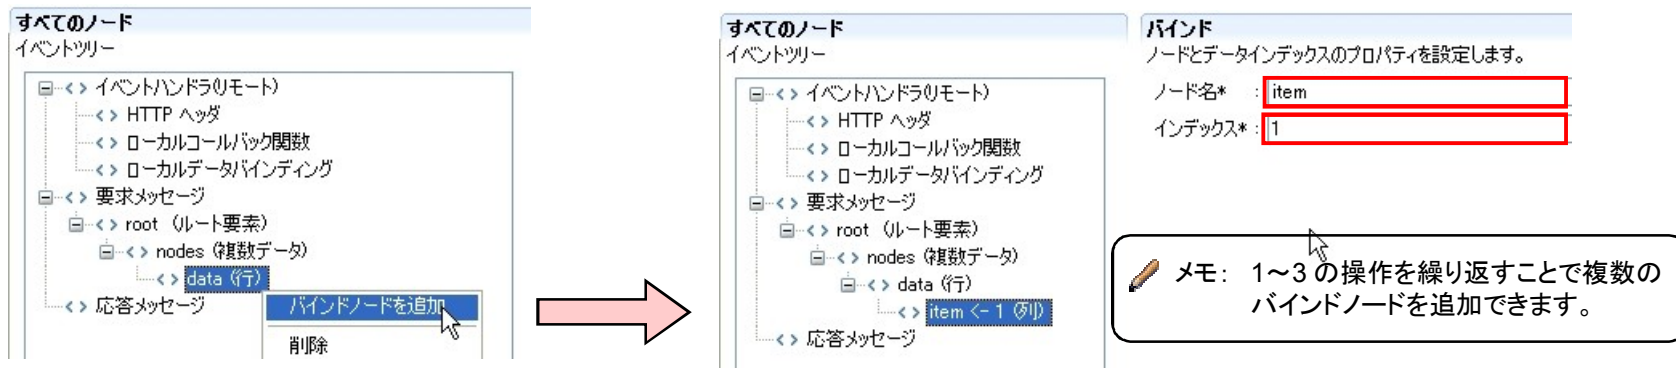 すべてのノード
イベントツリー
イベントハンドラ(リモート)
HTTP ヘッダ
ローカルコールバック関数
ローカルデータバインディング
要求メッセージ
root （ルート要素）
nodes （複数データ）
data （行）
応答メッセージ
バインドノードを追加
削除
すべてのノード
イベントツリー
イベントハンドラ(リモート)
HTTP ヘッダ
ローカルコールバック関数
ローカルデータバインディング
要求メッセージ
root （ルート要素）
nodes （複数データ）
data （行）
item <- 1 （列）
応答メッセージ
バインド
ノードとデータインデックスのプロパティを設定します。
ノード名* : item
インデックス* : 1
メモ： 1～3 の操作を繰り返すことで複数の
バインドノードを追加できます。